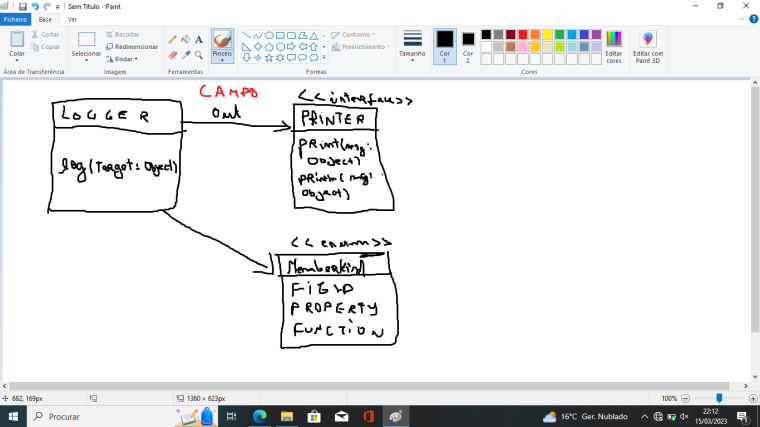 Sem Título - Paint
Ficheiro Base Ver
Colar
Cortar
Copiar
Área de Transferência
Selecionar
Recortar
Redimensionar
Rodar
Imagem
Ferramentas
Pincéis
Contorno
Preenchimento
Formas
Tamanho
Cor 1
Cor 2
Cores
Editar cores
Editar com Paint 3D
CAMPO
<<interface>>
LOGGER
out
PRINTER
log(Target: Object)
PRint(msg: Object)
PRintln(msg: Object)
<<enum>>
MemberKind
FIELD
PROPERTY
FUNCTION
682, 169px
1360 × 623px
100%
Procurar
16°C Ger. Nublado
22:12
15/03/2023